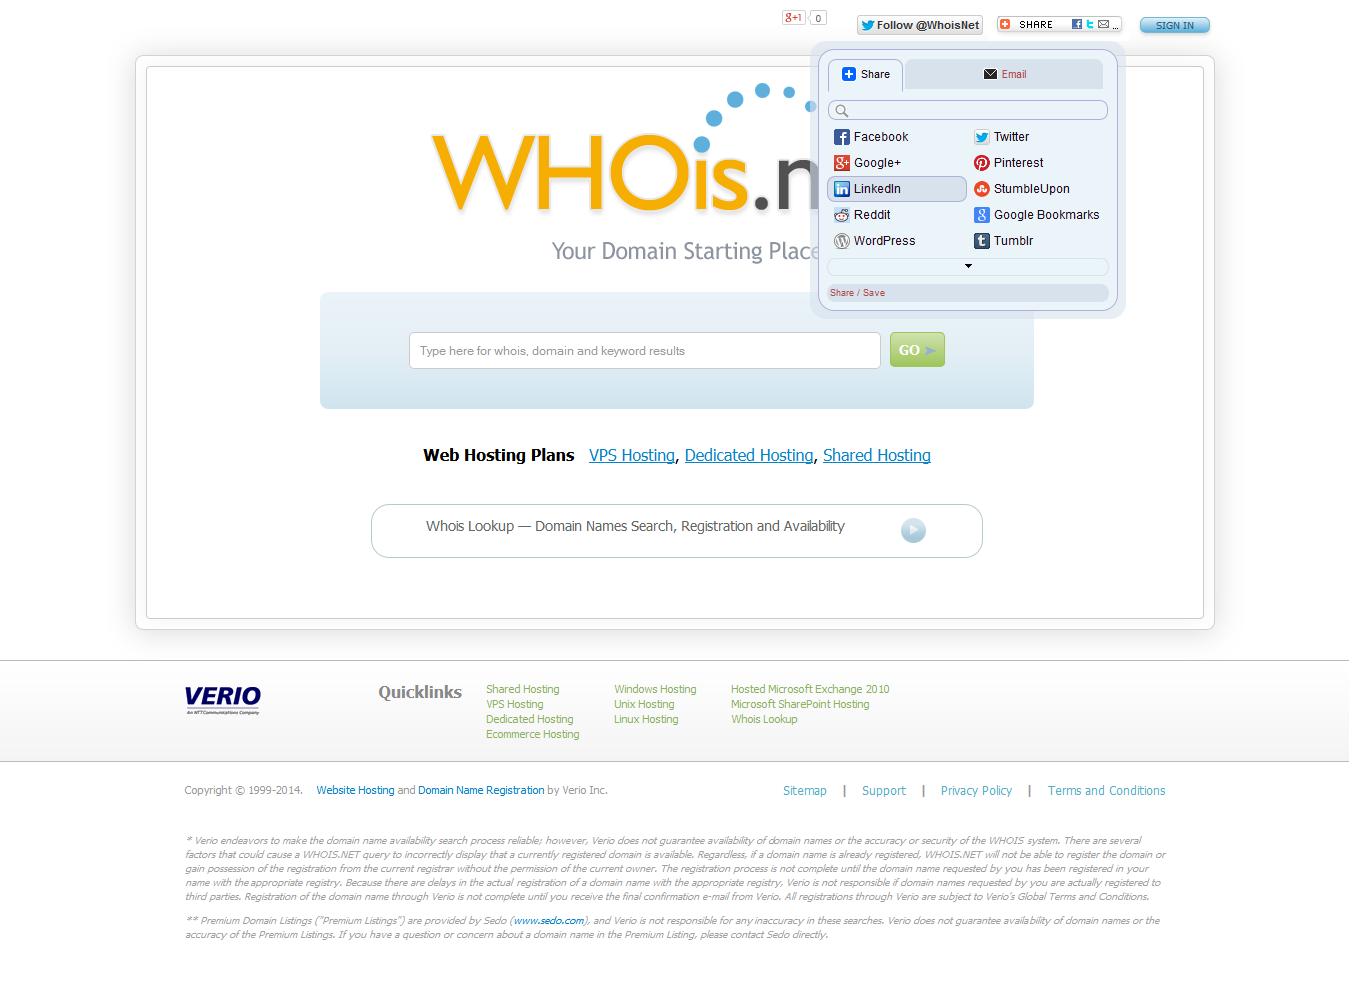 g+1 0
Follow @WhoisNet
SHARE ...
SIGN IN
Share
Email
WHOis.n
Your Domain Starting Place
Facebook
Twitter
Google+
Pinterest
LinkedIn
StumbleUpon
Reddit
Google Bookmarks
WordPress
Tumblr
Share / Save
Type here for whois, domain and keyword results
GO
Web Hosting Plans VPS Hosting, Dedicated Hosting, Shared Hosting
Whois Lookup — Domain Names Search, Registration and Availability
VERIO
An NTT Communications Company
Quicklinks
Shared Hosting
VPS Hosting
Dedicated Hosting
Ecommerce Hosting
Windows Hosting
Unix Hosting
Linux Hosting
Hosted Microsoft Exchange 2010
Microsoft SharePoint Hosting
Whois Lookup
Copyright © 1999-2014. Website Hosting and Domain Name Registration by Verio Inc.
Sitemap | Support | Privacy Policy | Terms and Conditions
* Verio endeavors to make the domain name availability search process reliable; however, Verio does not guarantee availability of domain names or the accuracy or security of the WHOIS system. There are several
factors that could cause a WHOIS.NET query to incorrectly display that a currently registered domain is available. Regardless, if a domain name is already registered, WHOIS.NET will not be able to register the domain or
gain possession of the registration from the current registrar without the permission of the current owner. The registration process is not complete until the domain name requested by you has been registered in your
name with the appropriate registry. Because there are delays in the actual registration of a domain name with the appropriate registry, Verio is not responsible if domain names requested by you are actually registered to
third parties. Registration of the domain name through Verio is not complete until you receive the final confirmation e-mail from Verio. All registrations through Verio are subject to Verio's Global Terms and Conditions.
** Premium Domain Listings ("Premium Listings") are provided by Sedo (www.sedo.com), and Verio is not responsible for any inaccuracy in these searches. Verio does not guarantee availability of domain names or the
accuracy of the Premium Listings. If you have a question or concern about a domain name in the Premium Listing, please contact Sedo directly.